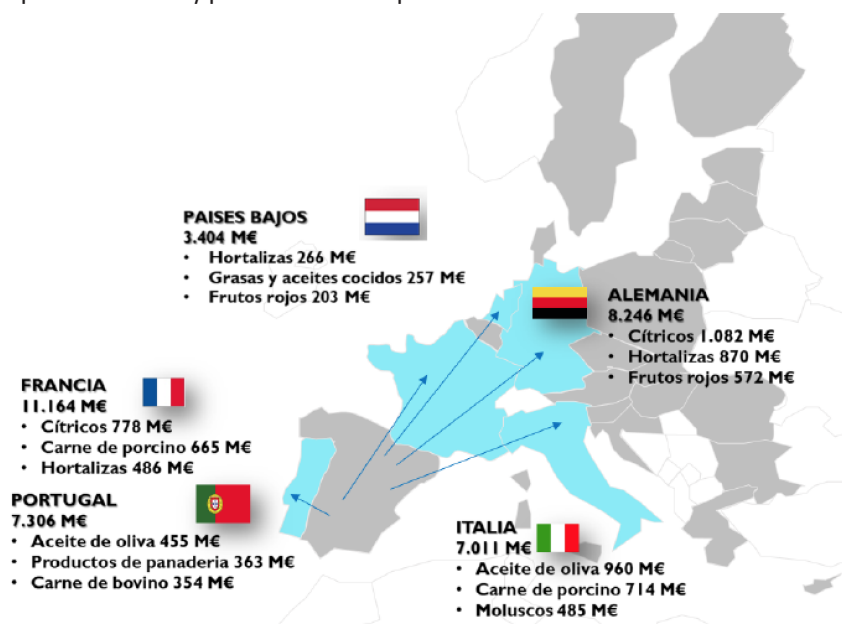 PAISES BAJOS
3.404 M€
• Hortalizas 266 M€
• Grasas y aceites cocidos 257 M€
• Frutos rojos 203 M€
ALEMANIA
8.246 M€
• Cítricos 1.082 M€
• Hortalizas 870 M€
• Frutos rojos 572 M€
FRANCIA
11.164 M€
• Cítricos 778 M€
• Carne de porcino 665 M€
• Hortalizas 486 M€
PORTUGAL
7.306 M€
• Aceite de oliva 455 M€
• Productos de panaderia 363 M€
• Carne de bovino 354 M€
ITALIA
7.011 M€
• Aceite de oliva 960 M€
• Carne de porcino 714 M€
• Moluscos 485 M€